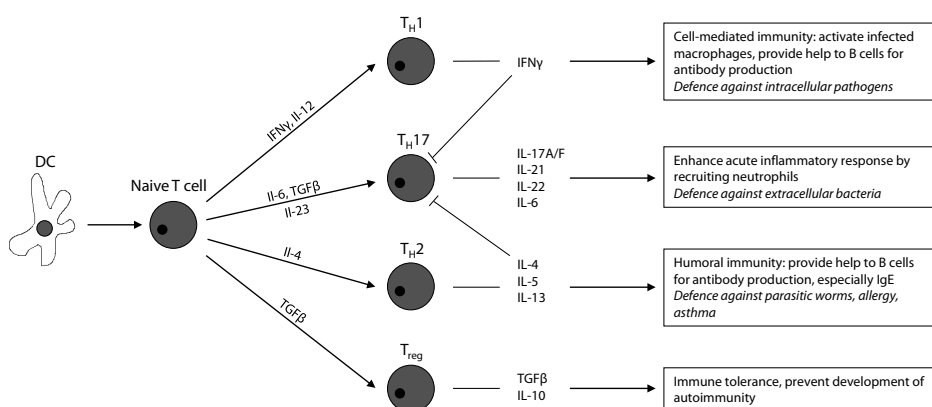 DC
Naive T cell
IFNγ, Il-12
Il-6, TGFβ
Il-23
Il-4
TGFβ
T_H1
IFNγ
Cell-mediated immunity: activate infected
macrophages, provide help to B cells for
antibody production
Defence against intracellular pathogens
T_H17
IL-17A/F
IL-21
IL-22
IL-6
Enhance acute inflammatory response by
recruiting neutrophils
Defence against extracellular bacteria
T_H2
IL-4
IL-5
IL-13
Humoral immunity: provide help to B cells
for antibody production, especially IgE
Defence against parasitic worms, allergy,
asthma
T_reg
TGFβ
IL-10
Immune tolerance, prevent development of
autoimmunity